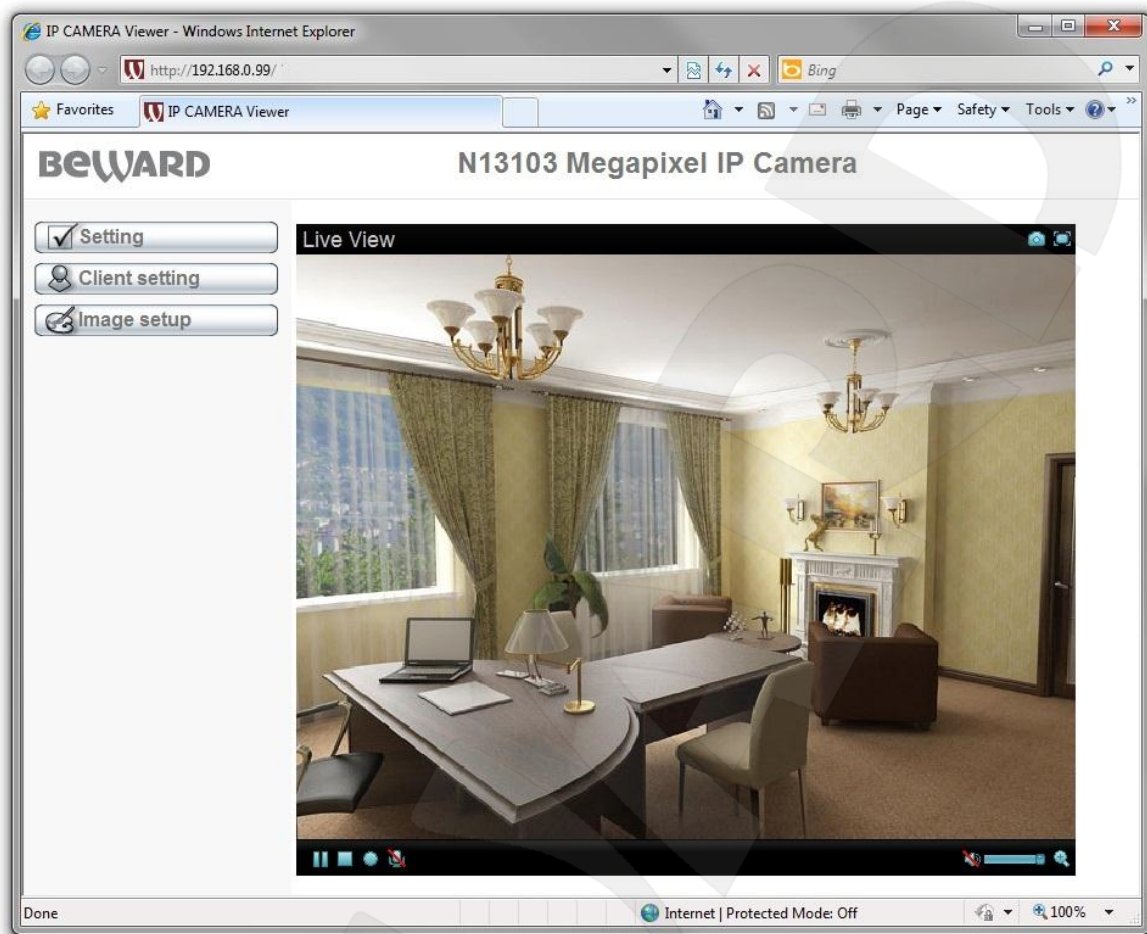 IP CAMERA Viewer - Windows Internet Explorer
http://192.168.0.99/
Bing
Favorites
IP CAMERA Viewer
Page
Safety
Tools
BEWARD
N13103 Megapixel IP Camera
Setting
Client setting
Image setup
Live View
Done
Internet | Protected Mode: Off
100%